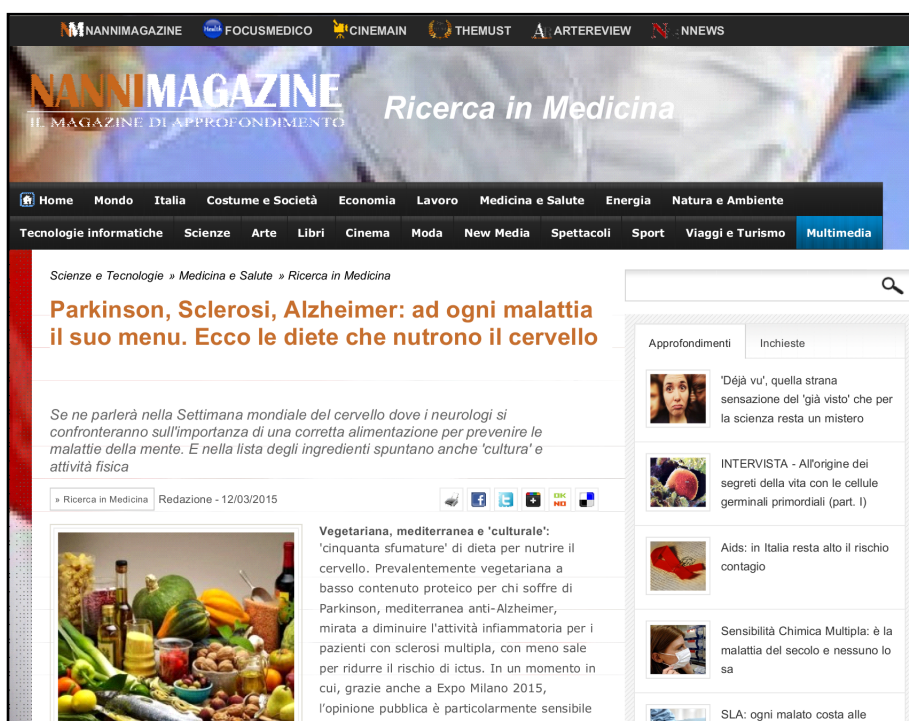 NANNIMAGAZINE FOCUSMEDICO CINEMAIN THEMUST ARTEREVIEW NNEWS
NANNIMAGAZINE
IL MAGAZINE DI APPROFONDIMENTO
Ricerca in Medicina
Home Mondo Italia Costume e Società Economia Lavoro Medicina e Salute Energia Natura e Ambiente
Tecnologie informatiche Scienze Arte Libri Cinema Moda New Media Spettacoli Sport Viaggi e Turismo Multimedia
Scienze e Tecnologie » Medicina e Salute » Ricerca in Medicina
Parkinson, Sclerosi, Alzheimer: ad ogni malattia
il suo menu. Ecco le diete che nutrono il cervello
Se ne parlerà nella Settimana mondiale del cervello dove i neurologi si
confronteranno sull'importanza di una corretta alimentazione per prevenire le
malattie della mente. E nella lista degli ingredienti spuntano anche 'cultura' e
attività fisica
» Ricerca in Medicina Redazione - 12/03/2015
OK
NO
Vegetariana, mediterranea e 'culturale':
'cinquanta sfumature' di dieta per nutrire il
cervello. Prevalentemente vegetariana a
basso contenuto proteico per chi soffre di
Parkinson, mediterranea anti-Alzheimer,
mirata a diminuire l'attività infiammatoria per i
pazienti con sclerosi multipla, con meno sale
per ridurre il rischio di ictus. In un momento in
cui, grazie anche a Expo Milano 2015,
l'opinione pubblica è particolarmente sensibile
Approfondimenti Inchieste
'Déjà vu', quella strana
sensazione del 'già visto' che per
la scienza resta un mistero
INTERVISTA - All'origine dei
segreti della vita con le cellule
germinali primordiali (part. I)
Aids: in Italia resta alto il rischio
contagio
Sensibilità Chimica Multipla: è la
malattia del secolo e nessuno lo
sa
SLA: ogni malato costa alle